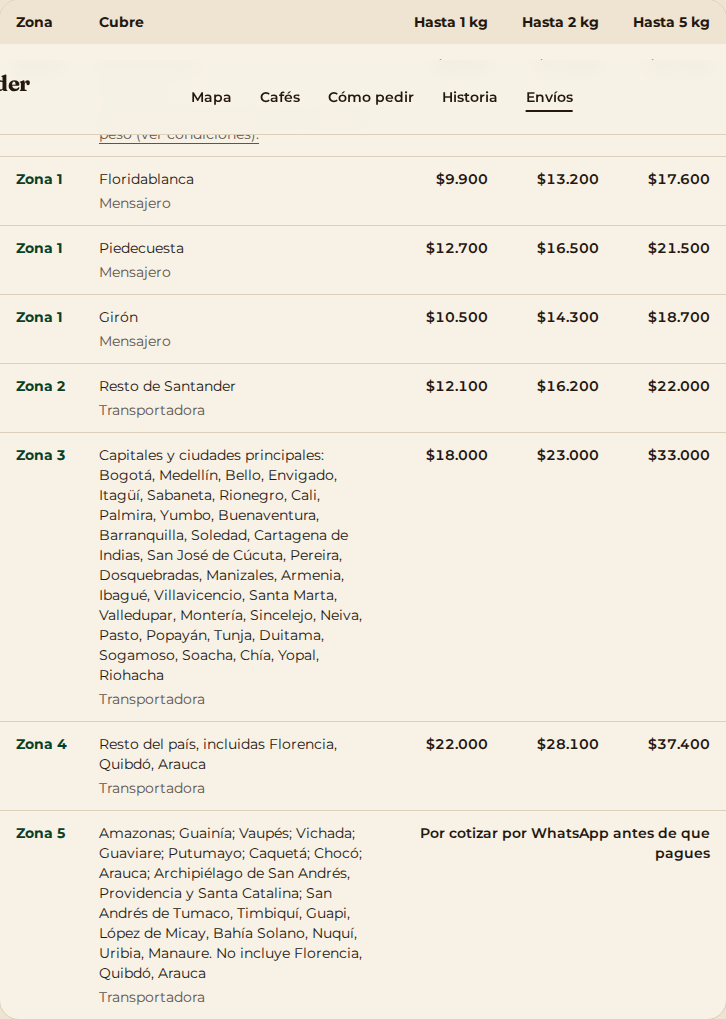 Zona Cubre Hasta 1 kg Hasta 2 kg Hasta 5 kg
der
Mapa Cafés Cómo pedir Historia Envíos
peso (ver condiciones).
Zona 1 Floridablanca $9.900 $13.200 $17.600
Mensajero
Zona 1 Piedecuesta $12.700 $16.500 $21.500
Mensajero
Zona 1 Girón $10.500 $14.300 $18.700
Mensajero
Zona 2 Resto de Santander $12.100 $16.200 $22.000
Transportadora
Zona 3 Capitales y ciudades principales: $18.000 $23.000 $33.000
Bogotá, Medellín, Bello, Envigado,
Itagüí, Sabaneta, Rionegro, Cali,
Palmira, Yumbo, Buenaventura,
Barranquilla, Soledad, Cartagena de
Indias, San José de Cúcuta, Pereira,
Dosquebradas, Manizales, Armenia,
Ibagué, Villavicencio, Santa Marta,
Valledupar, Montería, Sincelejo, Neiva,
Pasto, Popayán, Tunja, Duitama,
Sogamoso, Soacha, Chía, Yopal,
Riohacha
Transportadora
Zona 4 Resto del país, incluidas Florencia, $22.000 $28.100 $37.400
Quibdó, Arauca
Transportadora
Zona 5 Amazonas; Guainía; Vaupés; Vichada; Por cotizar por WhatsApp antes de que
Guaviare; Putumayo; Caquetá; Chocó; pagues
Arauca; Archipiélago de San Andrés,
Providencia y Santa Catalina; San
Andrés de Tumaco, Timbiquí, Guapi,
López de Micay, Bahía Solano, Nuquí,
Uribia, Manaure. No incluye Florencia,
Quibdó, Arauca
Transportadora